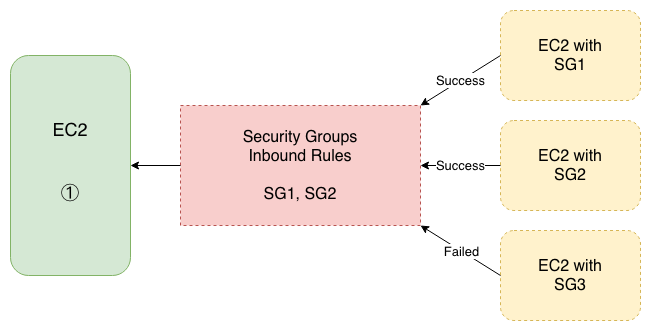 EC2
①
Security Groups
Inbound Rules
SG1, SG2
Success
Success
Failed
EC2 with
SG1
EC2 with
SG2
EC2 with
SG3